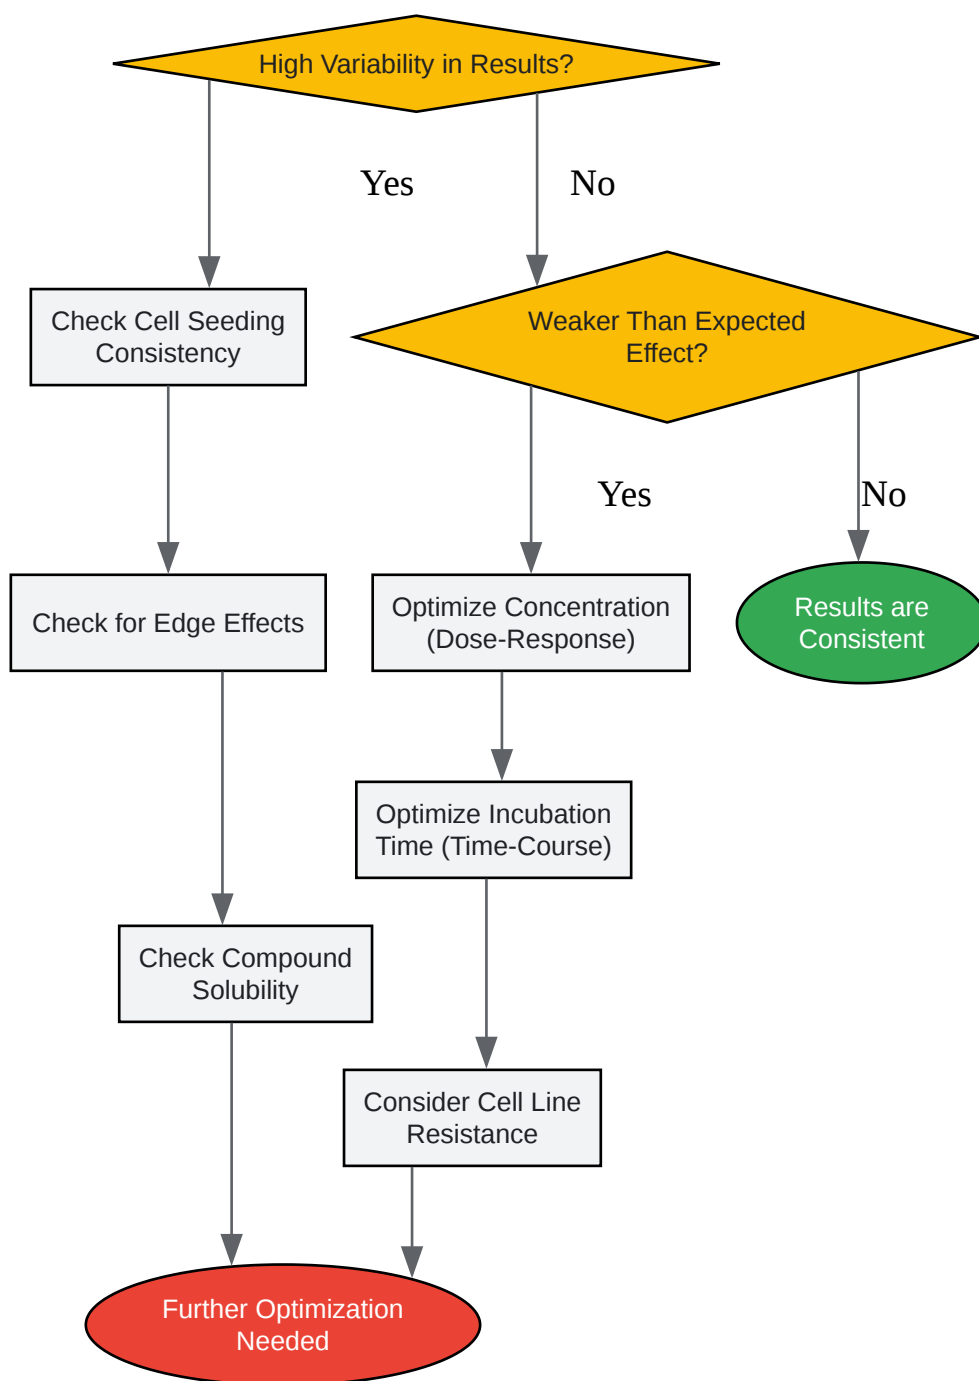 High Variability in Results?
Yes
No
Check Cell Seeding
Consistency
Weaker Than Expected
Effect?
Yes
No
Check for Edge Effects
Optimize Concentration
(Dose-Response)
Results are
Consistent
Optimize Incubation
Time (Time-Course)
Check Compound
Solubility
Consider Cell Line
Resistance
Further Optimization
Needed